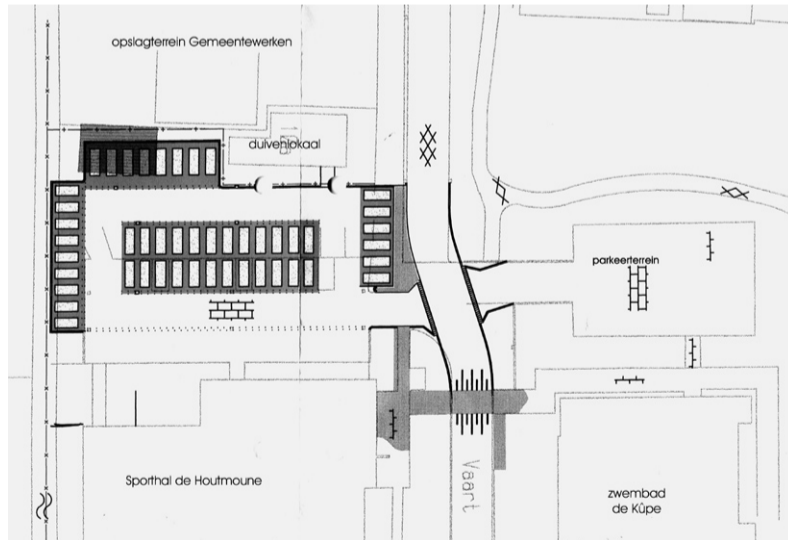 opslagterrein Gemeentewerken
duivenlokaal
parkeerterrein
Sporthal de Houtmoune
Vaart
zwembad
de Kûpe